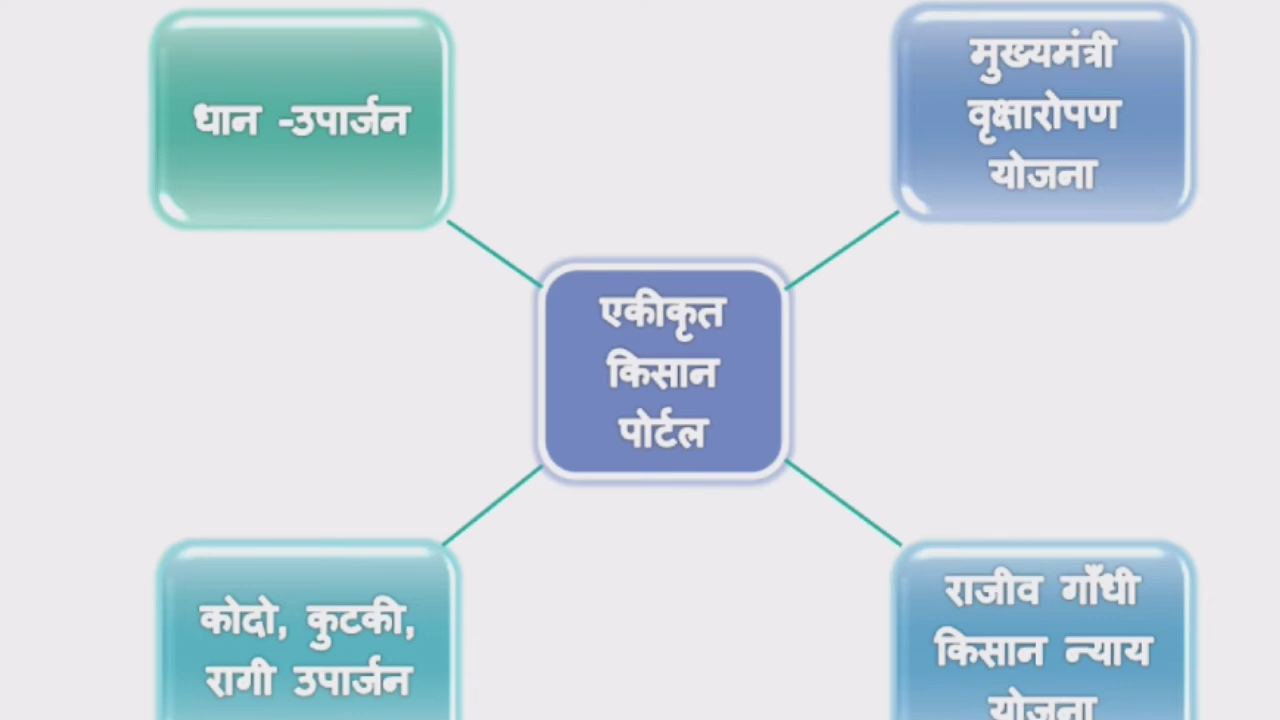 धान -उपार्जन
मुख्यमंत्री
वृक्षारोपण
योजना
एकीकृत
किसान
पोर्टल
कोदो, कुटकी,
रागी उपार्जन
राजीव गाँधी
किसान न्याय
योजना